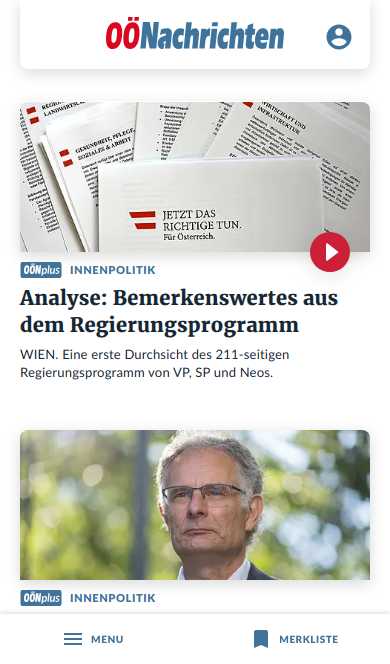 OÖNachrichten
WIRTSCHAFT UND
INFRASTRUKTUR
GESUNDHEIT, PFLEGE,
SOZIALES & ARBEIT
JETZT DAS
RICHTIGE TUN.
Für Österreich.
OÖNplus INNENPOLITIK
Analyse: Bemerkenswertes aus
dem Regierungsprogramm
WIEN. Eine erste Durchsicht des 211-seitigen
Regierungsprogramm von VP, SP und Neos.
OÖNplus INNENPOLITIK
MENU MERKLISTE